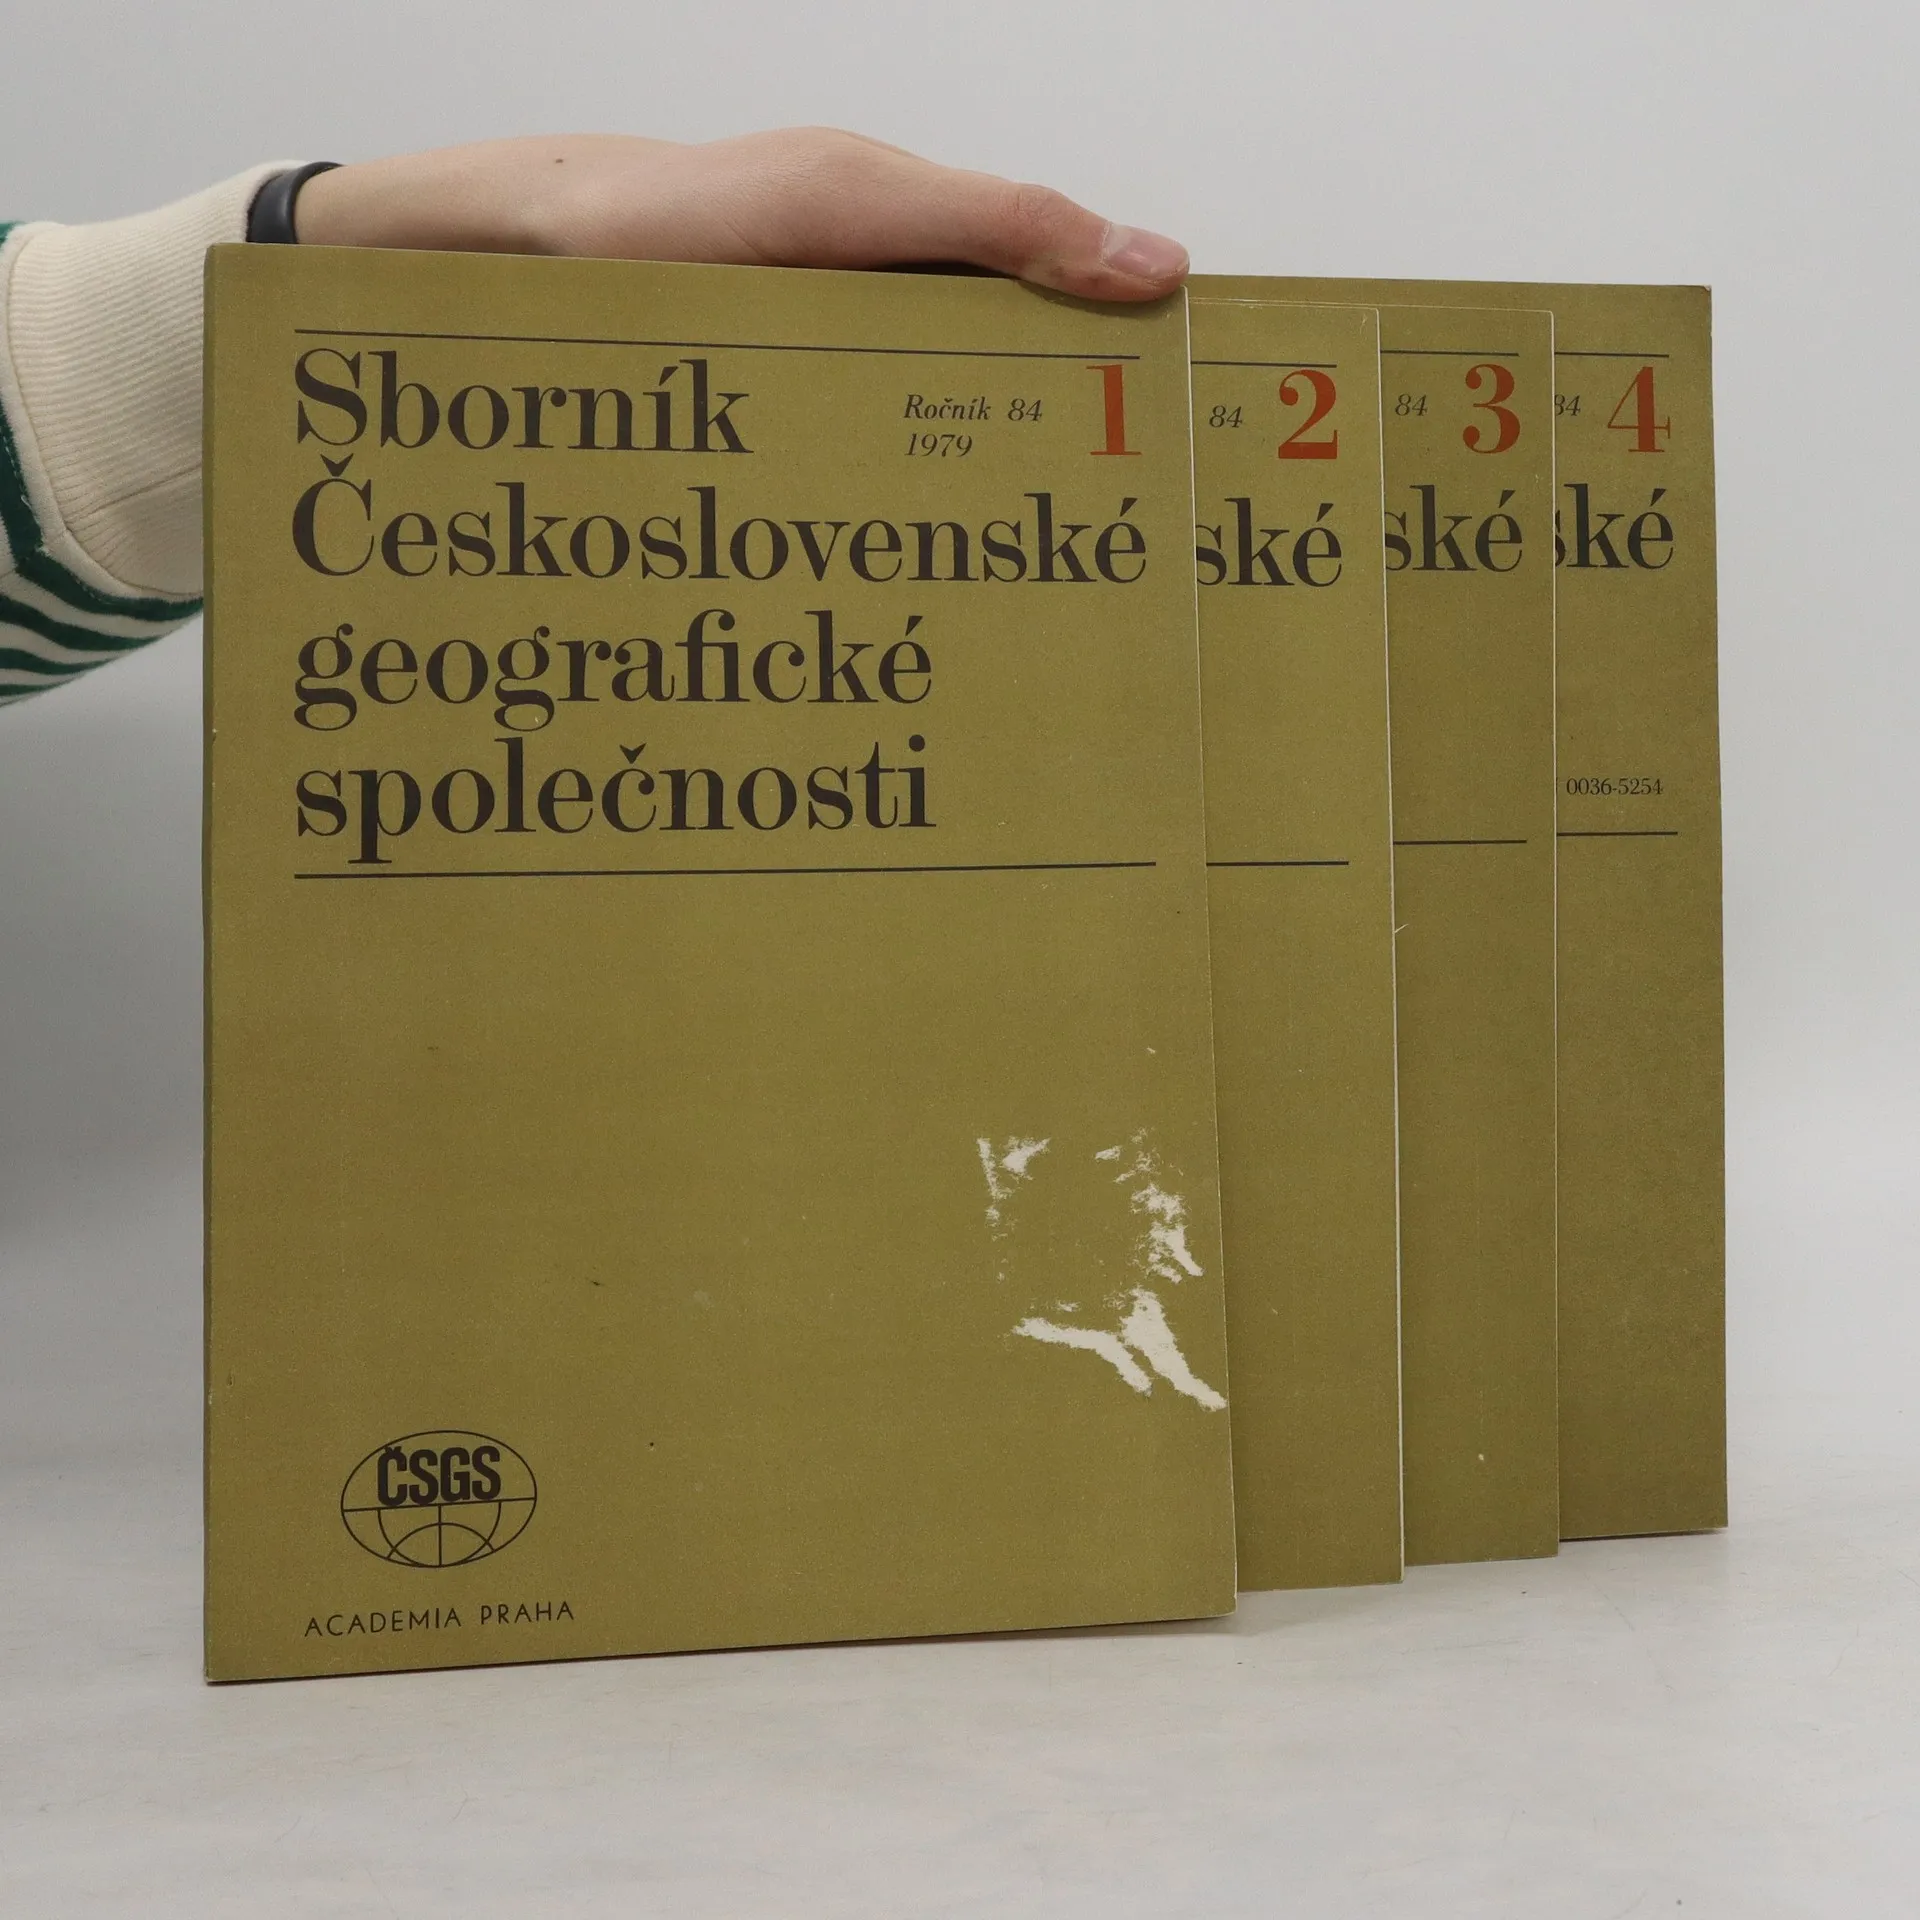 Sborník
Ročník 84
1979
1
Československé
geografické
společnosti
ČSGS
ACADEMIA PRAHA
84
2
ské
84
3
ské
84
4
ské
0036-5254